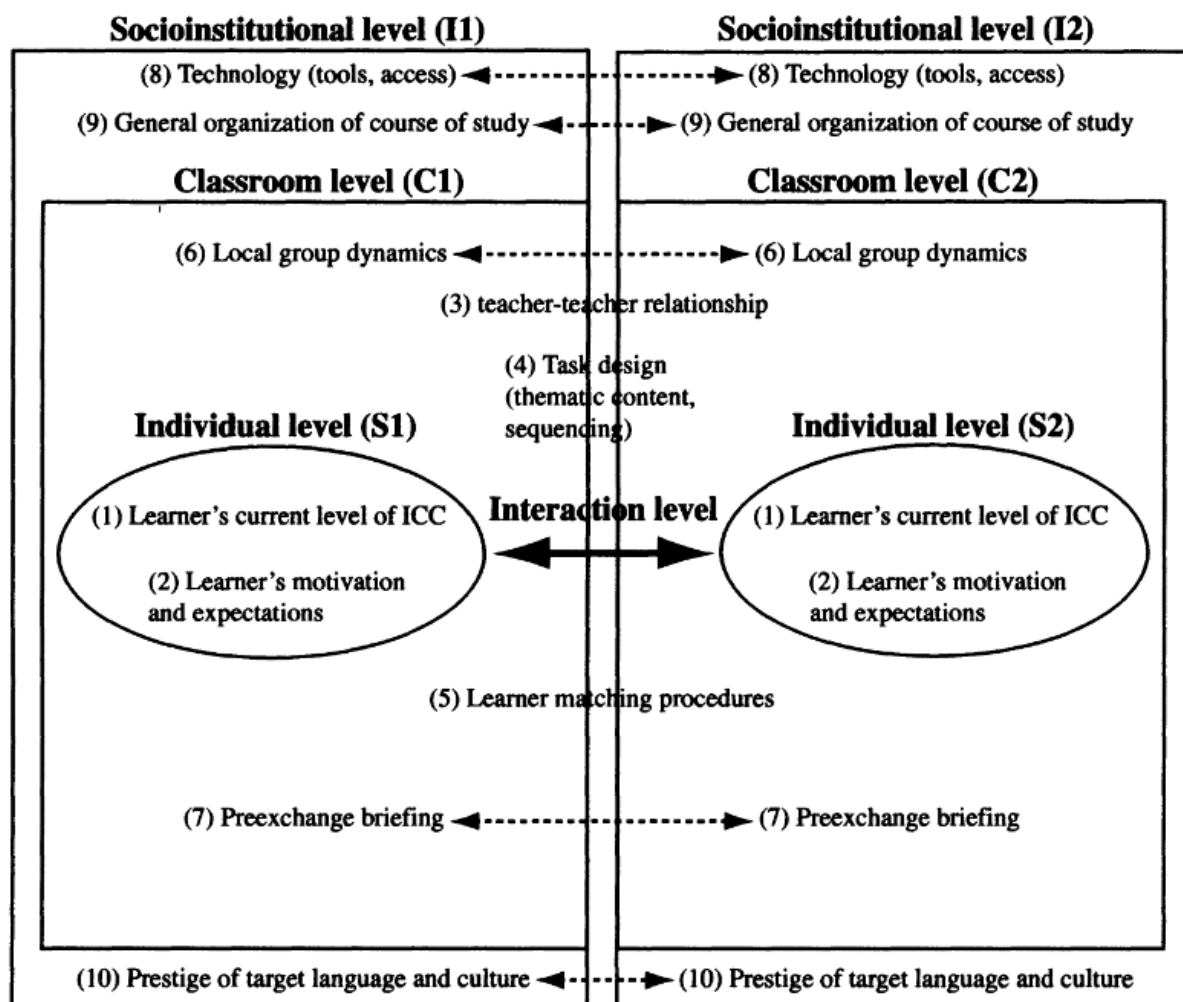 Socioinstitutional level (I1)
Socioinstitutional level (I2)
(8) Technology (tools, access)
(8) Technology (tools, access)
(9) General organization of course of study
(9) General organization of course of study
Classroom level (C1)
Classroom level (C2)
(6) Local group dynamics
(6) Local group dynamics
(3) teacher-teacher relationship
(4) Task design
(thematic content,
sequencing)
Individual level (S1)
Individual level (S2)
(1) Learner's current level of ICC
(2) Learner's motivation
and expectations
Interaction level
(1) Learner's current level of ICC
(2) Learner's motivation
and expectations
(5) Learner matching procedures
(7) Preexchange briefing
(7) Preexchange briefing
(10) Prestige of target language and culture
(10) Prestige of target language and culture